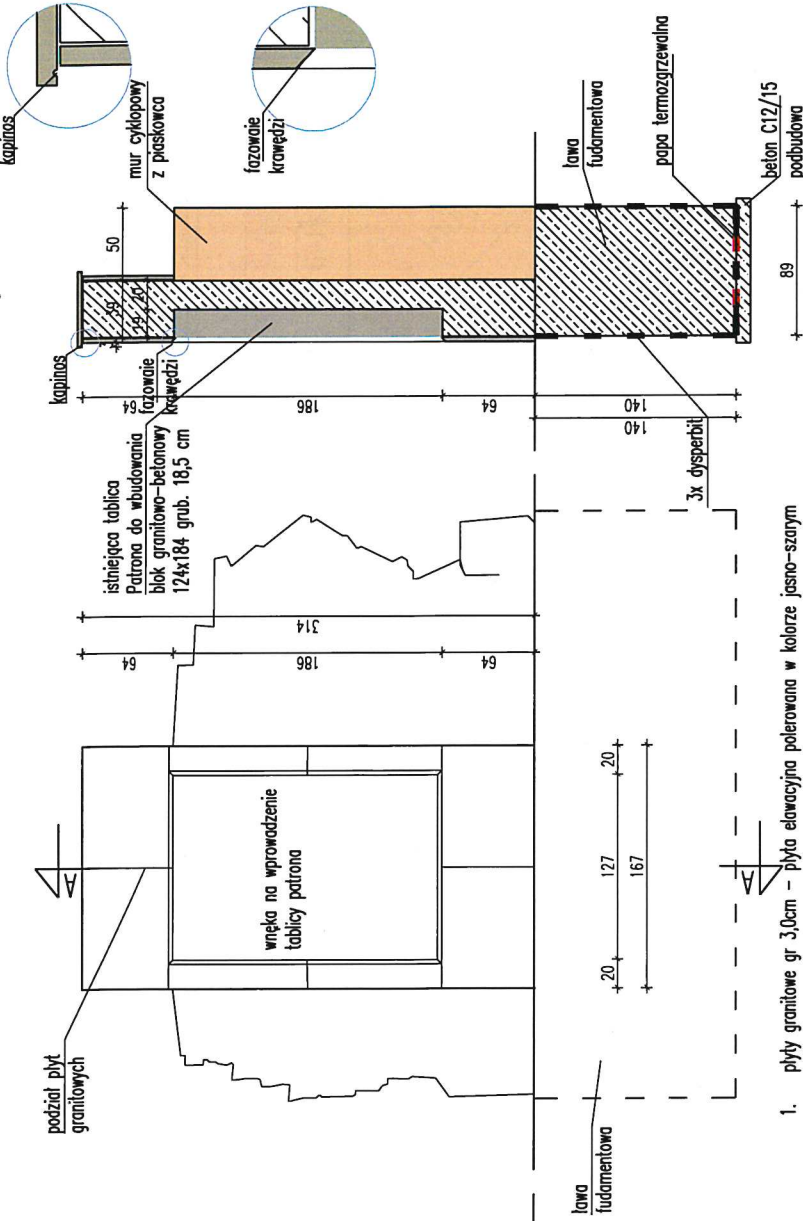 podział płyt
granitowych
wnęka na wprowadzenie
tablicy patrona
20
127
20
167
64
186
64
314
ława
fudamentowa
A
A
istniejąca tablica
Patrona do wbudowania
blok granitowo-betonowy
124x184 grub. 18,5 cm
kapinos
fazowaie
krawędzi
64
186
64
140
140
3x dysperbit
39
50
19
20
89
mur cyklopowy
z piaskowca
ława
fudamentowa
papa termozgrzewalna
beton C12/15
podbudowa
kapinos
fazowaie
krawędzi
1. płyty granitowe gr 3,0cm - płyta elewacyjna polerowana w kolorze jasno-szarym